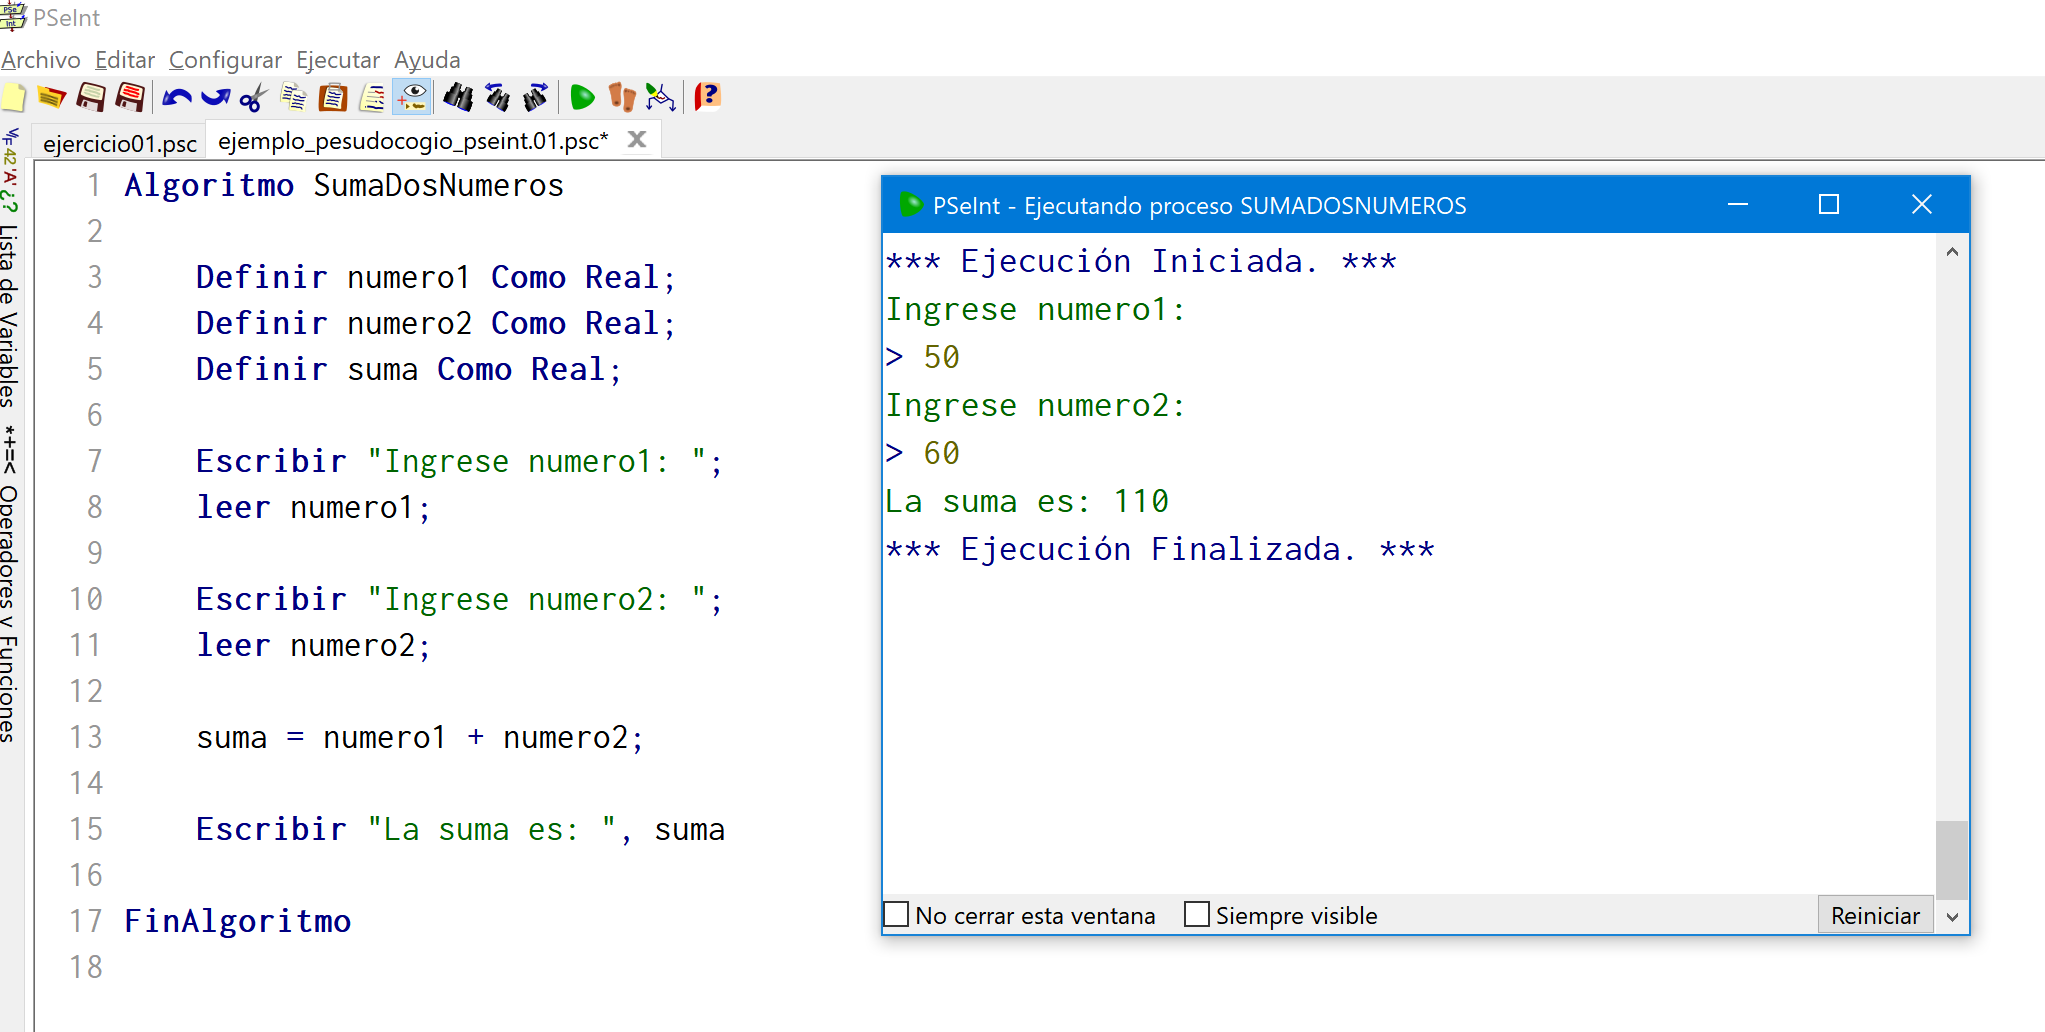 PSeInt
Archivo Editar Configurar Ejecutar Ayuda
ejercicio01.psc
ejemplo_pesudocogio_pseint.01.psc*
42 'A' ¿? Lista de Variables
*+=< Operadores y Funciones
1 Algoritmo SumaDosNumeros
2
3 Definir numero1 Como Real;
4 Definir numero2 Como Real;
5 Definir suma Como Real;
6
7 Escribir "Ingrese numero1: ";
8 leer numero1;
9
10 Escribir "Ingrese numero2: ";
11 leer numero2;
12
13 suma = numero1 + numero2;
14
15 Escribir "La suma es: ", suma
16
17 FinAlgoritmo
18
PSeInt - Ejecutando proceso SUMADOSNUMEROS
*** Ejecución Iniciada. ***
Ingrese numero1:
> 50
Ingrese numero2:
> 60
La suma es: 110
*** Ejecución Finalizada. ***
No cerrar esta ventana Siempre visible Reiniciar